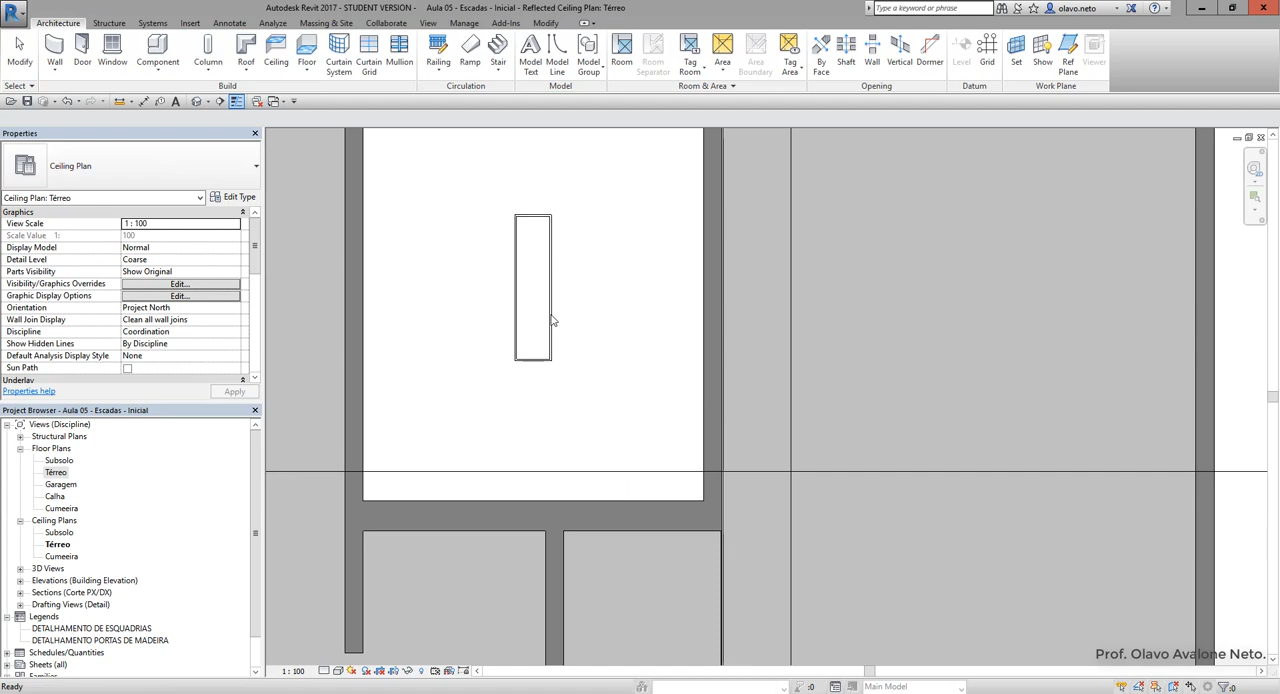 Autodesk Revit 2017 - STUDENT VERSION - Aula 05 - Escadas - Inicial - Reflected Ceiling Plan: Térreo
Type a keyword or phrase
olavo.neto
Architecture Structure Systems Insert Annotate Analyze Massing & Site Collaborate View Manage Add-Ins Modify
Modify Wall Door Window Component Column Roof Ceiling Floor Curtain System Curtain Grid Mullion Railing Ramp Stair Model Text Model Line Model Group Room Room Separator Tag Room Area Area Boundary Tag Area By Face Shaft Wall Vertical Dormer Level Grid Set Show Ref Plane Viewer
Select Build Circulation Model Room & Area Opening Datum Work Plane
Properties
Ceiling Plan
Ceiling Plan: Térreo Edit Type
Graphics
View Scale 1 : 100
Scale Value 1: 100
Display Model Normal
Detail Level Coarse
Parts Visibility Show Original
Visibility/Graphics Overrides Edit...
Graphic Display Options Edit...
Orientation Project North
Wall Join Display Clean all wall joins
Discipline Coordination
Show Hidden Lines By Discipline
Default Analysis Display Style None
Sun Path
Underlay
Properties help Apply
Project Browser - Aula 05 - Escadas - Inicial
Views (Discipline)
Structural Plans
Floor Plans
Subsolo
Térreo
Garagem
Calha
Cumeeira
Ceiling Plans
Subsolo
Térreo
Cumeeira
3D Views
Elevations (Building Elevation)
Sections (Corte PX/DX)
Drafting Views (Detail)
Legends
DETALHAMENTO DE ESQUADRIAS
DETALHAMENTO PORTAS DE MADEIRA
Schedules/Quantities
Sheets (all)
Families
Prof. Olavo Avalone Neto.
1 : 100
Ready
:0
Main Model
:0